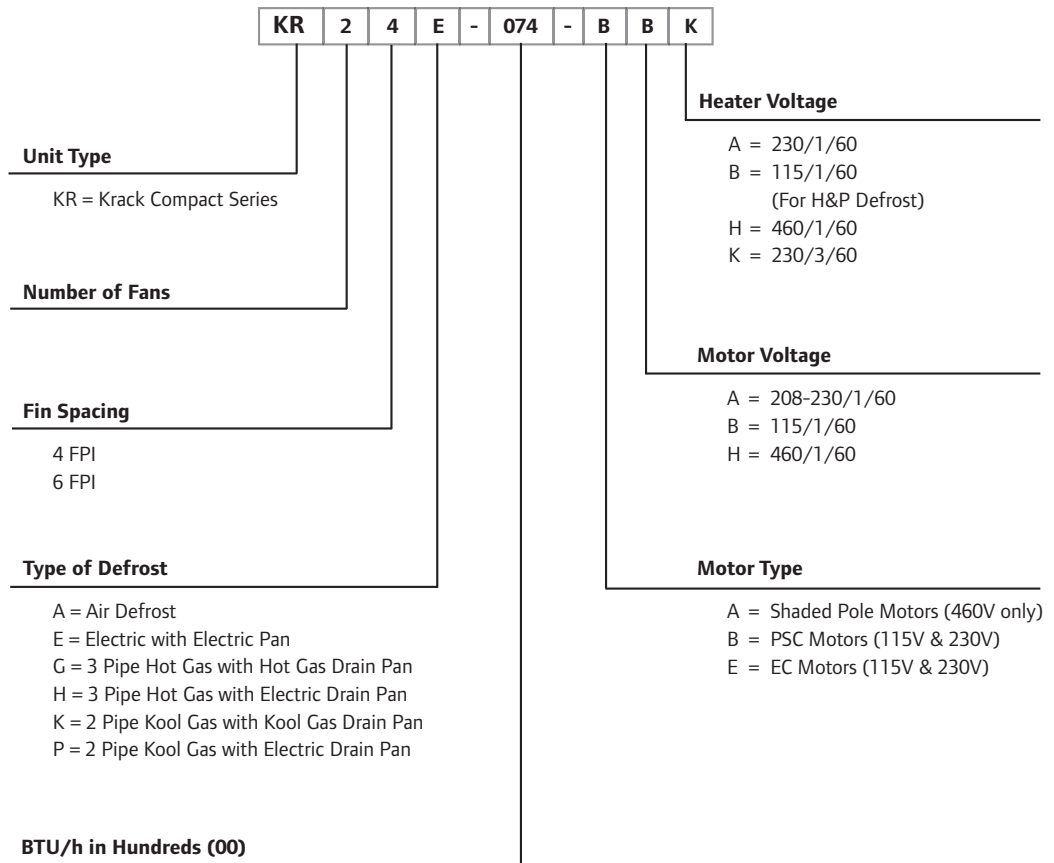 KR 2 4 E - 074 - B B K
Unit Type
KR = Krack Compact Series
Number of Fans
Fin Spacing
4 FPI
6 FPI
Type of Defrost
A = Air Defrost
E = Electric with Electric Pan
G = 3 Pipe Hot Gas with Hot Gas Drain Pan
H = 3 Pipe Hot Gas with Electric Drain Pan
K = 2 Pipe Kool Gas with Kool Gas Drain Pan
P = 2 Pipe Kool Gas with Electric Drain Pan
BTU/h in Hundreds (00)
Heater Voltage
A = 230/1/60
B = 115/1/60
(For H&P Defrost)
H = 460/1/60
K = 230/3/60
Motor Voltage
A = 208-230/1/60
B = 115/1/60
H = 460/1/60
Motor Type
A = Shaded Pole Motors (460V only)
B = PSC Motors (115V & 230V)
E = EC Motors (115V & 230V)